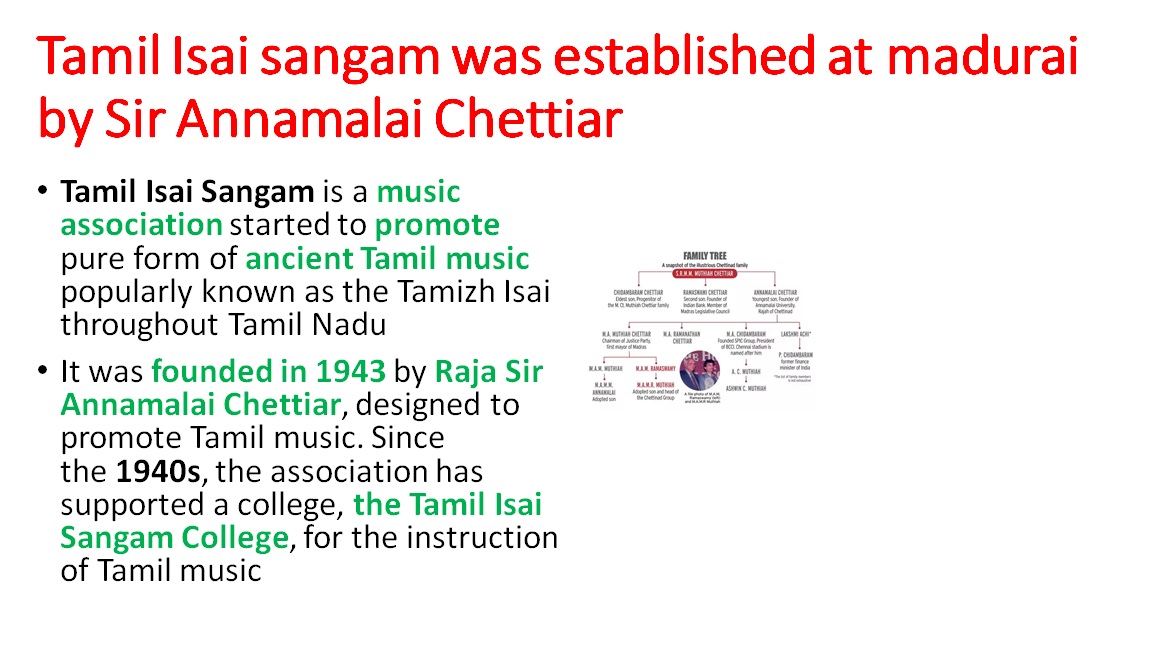 Tamil Isai sangam was established at madurai
by Sir Annamalai Chettiar
• Tamil Isai Sangam is a music
association started to promote
pure form of ancient Tamil music
popularly known as the Tamizh Isai
throughout Tamil Nadu
• It was founded in 1943 by Raja Sir
Annamalai Chettiar, designed to
promote Tamil music. Since
the 1940s, the association has
supported a college, the Tamil Isai
Sangam College, for the instruction
of Tamil music
FAMILY TREE
A snapshot of the illustrious Chettinad family
S.R.M.M. MUTHIAH CHETTIAR
CHIDAMBARAM CHETTIAR
Eldest son. Progenitor of
the M. Ct. Muthiah Chettiar family
RAMASWAMI CHETTIAR
Second son. Founder of
Indian Bank, Member of
Madras Legislative Council
ANNAMALAI CHETTIAR
Youngest son. Founder of
Annamalai University,
Rajah of Chettinad
M.A. MUTHIAH CHETTIAR
Chairman of Justice Party,
first mayor of Madras
M.A. RAMANATHAN
CHETTIAR
M.A. CHIDAMBARAM
Founded SPIC Group, President
of BCCI. Chennai stadium is
named after him
LAKSHMI ACHI*
M.A.M. MUTHIAH
M.A.M. RAMASWAMY
P. CHIDAMBARAM
former finance
minister of India
M.A.M.M.
ANNAMALAI
Adopted son
M.A.M.R. MUTHIAH
Adopted son and head of
the Chettinad Group
A. C. MUTHIAH
ASHWIN C. MUTHIAH
A file photo of M.A.M.
Ramaswamy (left)
and M.A.M.R. Muthiah
*The list of family members
is not exhaustive